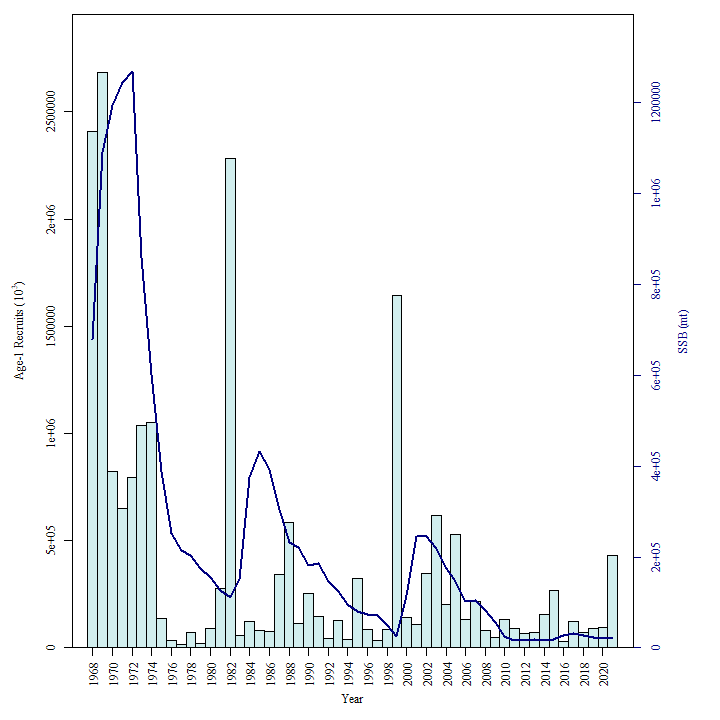 2500000
2e+06
1500000
1e+06
5e+05
0
Age-1 Recruits (10³)
1200000
1e+06
8e+05
6e+05
4e+05
2e+05
0
SSB (mt)
1968 1970 1972 1974 1976 1978 1980 1982 1984 1986 1988 1990 1992 1994 1996 1998 2000 2002 2004 2006 2008 2010 2012 2014 2016 2018 2020
Year